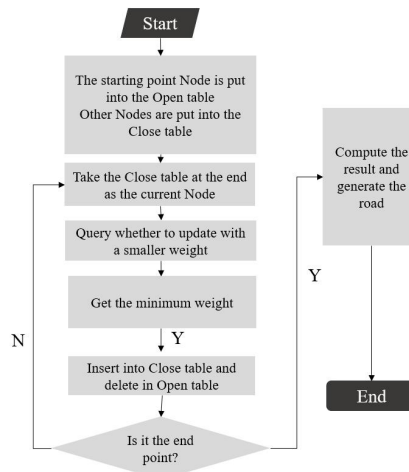 Start
The starting point Node is put
into the Open table
Other Nodes are put into the
Close table
Take the Close table at the end
as the current Node
Query whether to update with
a smaller weight
Get the minimum weight
Y
Insert into Close table and
delete in Open table
Is it the end
point?
N
Y
Compute the
result and
generate the
road
End